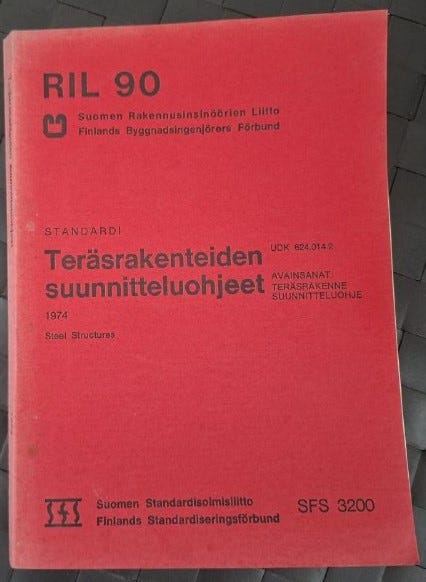 RIL 90
Suomen Rakennusinsinöörien Liitto
Finlands Byggnadsingenjörers Förbund
STANDARDI
Teräsrakenteiden
suunnitteluohjeet
UDK 624.014.2
AVAINSANAT:
TERÄSRAKENNE
SUUNNITTELUOHJE
1974
Steel Structures
SFS
Suomen Standardisoimisliitto
Finlands Standardiseringsförbund
SFS 3200